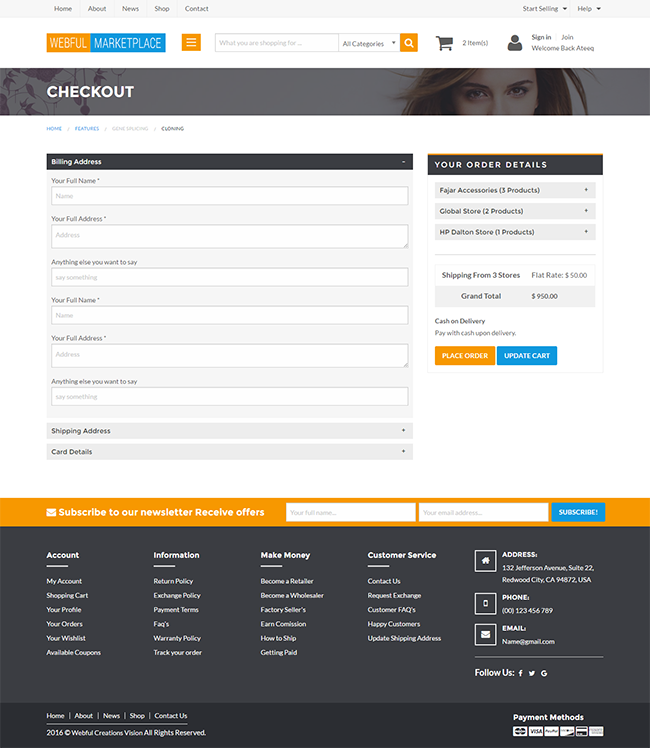 Home About News Shop Contact Start Selling Help
WEBFUL MARKETPLACE What you are shopping for ... All Categories 2 Item(s) Sign in | Join
Welcome Back Ateeq
CHECKOUT
HOME / FEATURES / GENE SPLICING / CLONING
Billing Address -
Your Full Name *
Name
Your Full Address *
Address
Anything else you want to say
say something
Your Full Name *
Name
Your Full Address *
Address
Anything else you want to say
say something
Shipping Address +
Card Details +
YOUR ORDER DETAILS
Fajar Accessories (3 Products) +
Global Store (2 Products) +
HP Dalton Store (1 Products) +
Shipping From 3 Stores Flat Rate: $ 50.00
Grand Total $ 950.00
Cash on Delivery
Pay with cash upon delivery.
PLACE ORDER UPDATE CART
Subscribe to our newsletter Receive offers Your full name... Your email address... SUBSCRIBE!
Account
My Account
Shopping Cart
Your Profile
Your Orders
Your Wishlist
Available Coupons
Information
Return Policy
Exchange Policy
Payment Terms
Faq's
Warranty Policy
Track your order
Make Money
Become a Retailer
Become a Wholesaler
Factory Seller's
Earn Comission
How to Ship
Getting Paid
Customer Service
Contact Us
Request Exchange
Customer FAQ's
Happy Customers
Update Shipping Address
ADDRESS:
132 Jefferson Avenue, Suite 22,
Redwood City, CA 94872, USA
PHONE:
(00) 123 456 789
EMAIL:
Name@gmail.com
Follow Us:
Home | About | News | Shop | Contact Us
2016 © Webful Creations Vision All Rights Reserved.
Payment Methods
VISA PayPal